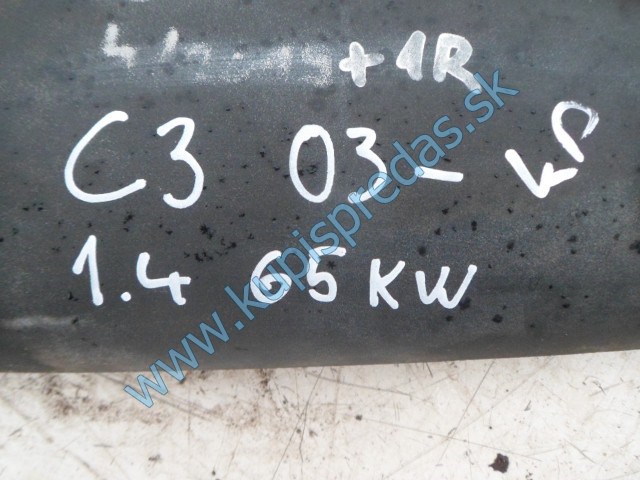 +1R
C3 03- KP
1.4 65 KW
www.kupispredas.sk